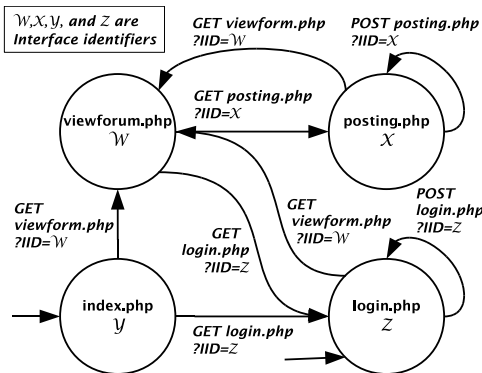 W,X,Y, and Z are
Interface identifiers
GET viewform.php
?IID=W
POST posting.php
?IID=X
viewforum.php
W
GET posting.php
?IID=X
posting.php
X
GET
viewform.php
?IID=W
GET
login.php
?IID=Z
GET
viewform.php
?IID=W
POST
login.php
?IID=Z
index.php
Y
login.php
Z
GET login.php
?IID=Z